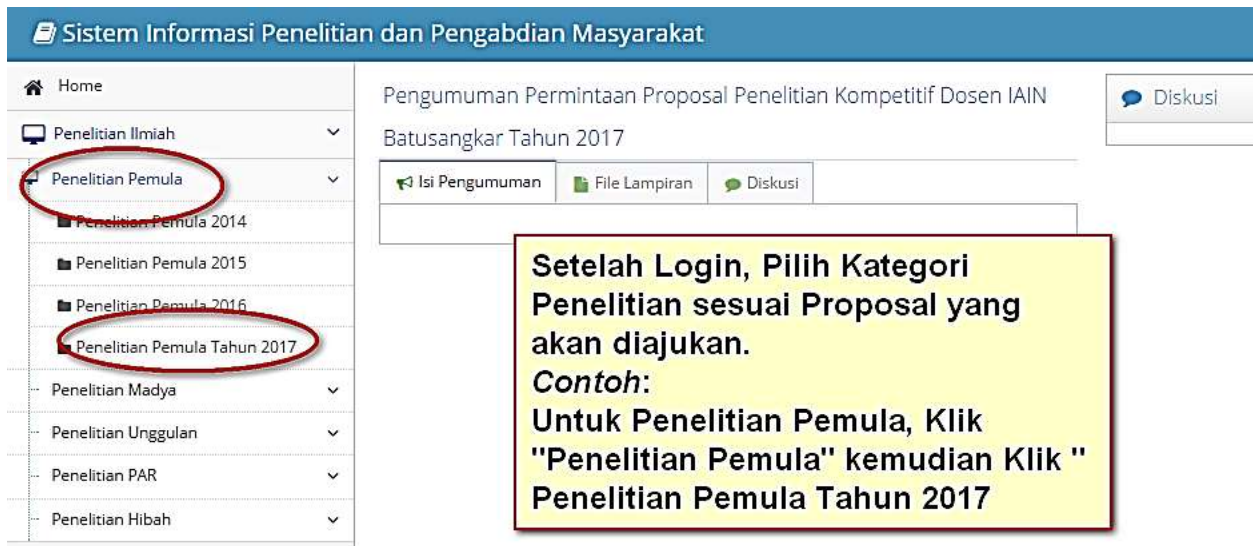 Sistem Informasi Penelitian dan Pengabdian Masyarakat
Home
Penelitian Ilmiah
Penelitian Pemula
Penelitian Pemula 2014
Penelitian Pemula 2015
Penelitian Pemula 2016
Penelitian Pemula Tahun 2017
Penelitian Madya
Penelitian Unggulan
Penelitian PAR
Penelitian Hibah
Pengumuman Permintaan Proposal Penelitian Kompetitif Dosen IAIN
Batusangkar Tahun 2017
Isi Pengumuman
File Lampiran
Diskusi
Setelah Login, Pilih Kategori
Penelitian sesuai Proposal yang
akan diajukan.
Contoh:
Untuk Penelitian Pemula, Klik
"Penelitian Pemula" kemudian Klik "
Penelitian Pemula Tahun 2017
Diskusi